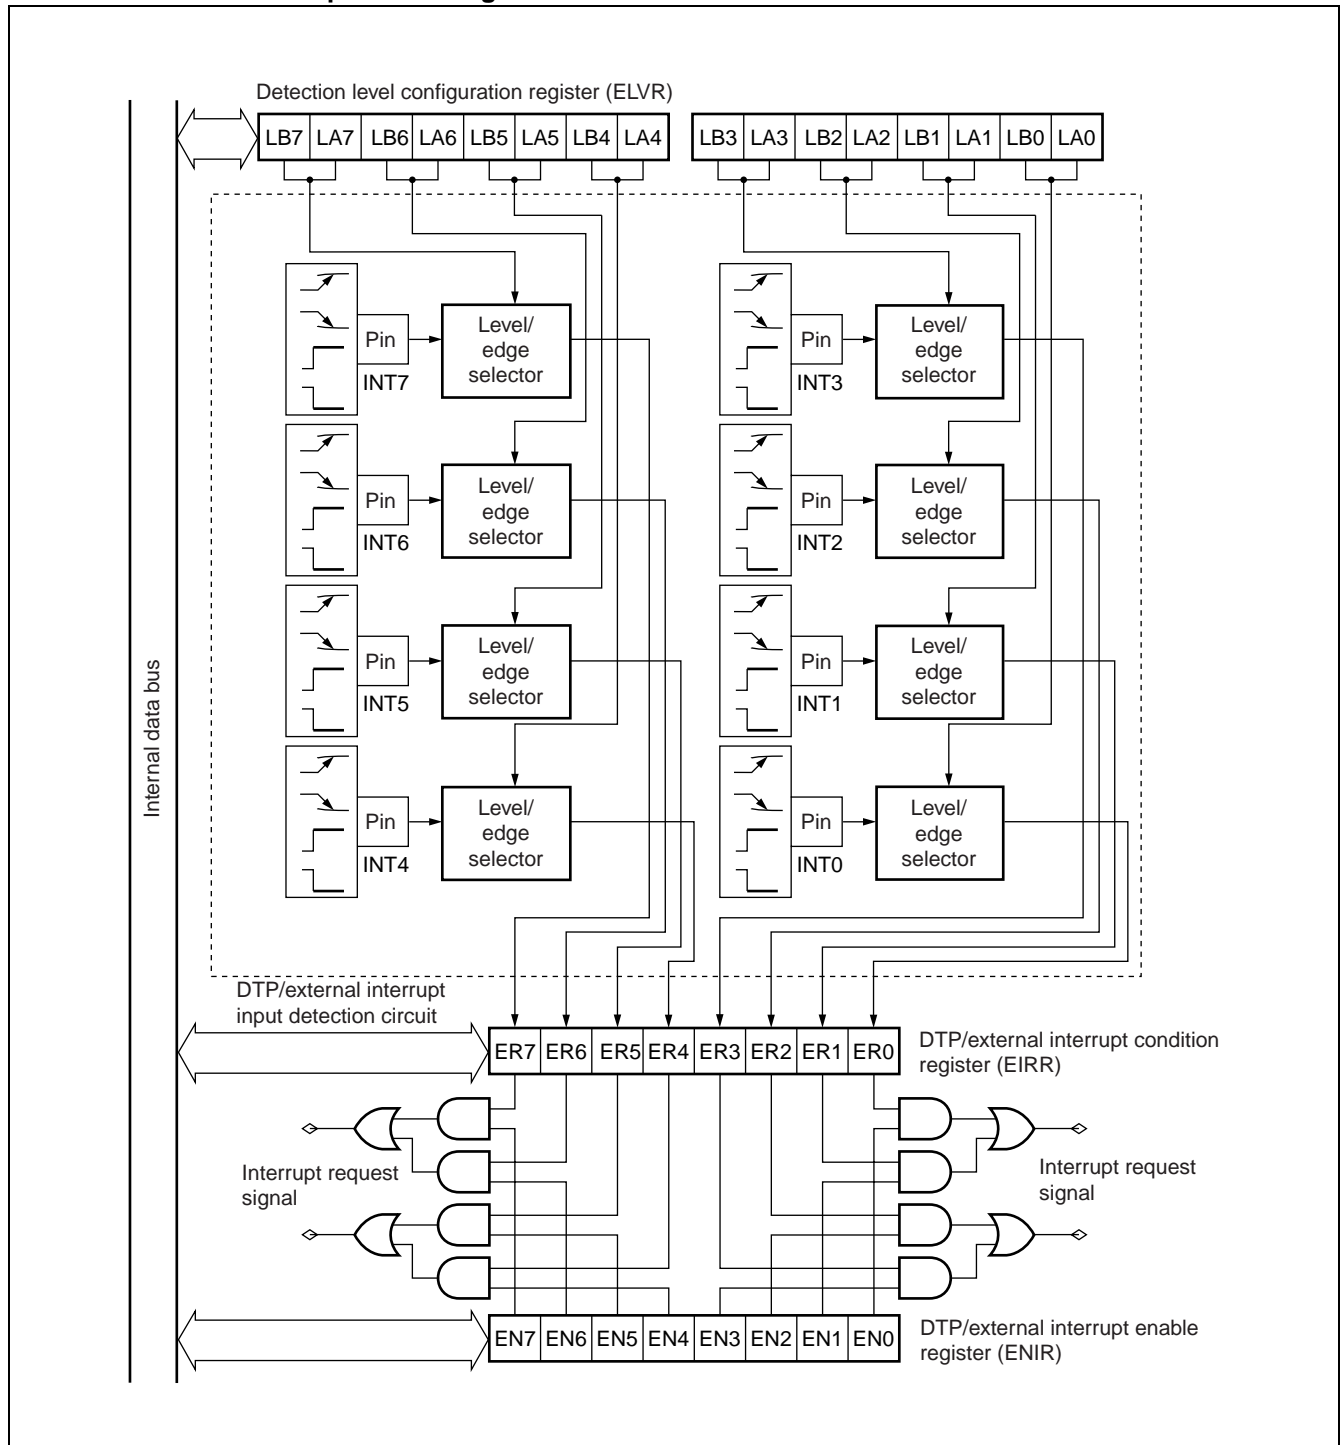 Detection level configuration register (ELVR)
LB7 LA7 LB6 LA6 LB5 LA5 LB4 LA4
LB3 LA3 LB2 LA2 LB1 LA1 LB0 LA0
Pin
INT7
Level/
edge
selector
Pin
INT3
Level/
edge
selector
Pin
INT6
Level/
edge
selector
Pin
INT2
Level/
edge
selector
Pin
INT5
Level/
edge
selector
Pin
INT1
Level/
edge
selector
Pin
INT4
Level/
edge
selector
Pin
INT0
Level/
edge
selector
Internal data bus
DTP/external interrupt
input detection circuit
ER7 ER6 ER5 ER4 ER3 ER2 ER1 ER0
DTP/external interrupt condition
register (EIRR)
Interrupt request
signal
Interrupt request
signal
EN7 EN6 EN5 EN4 EN3 EN2 EN1 EN0
DTP/external interrupt enable
register (ENIR)